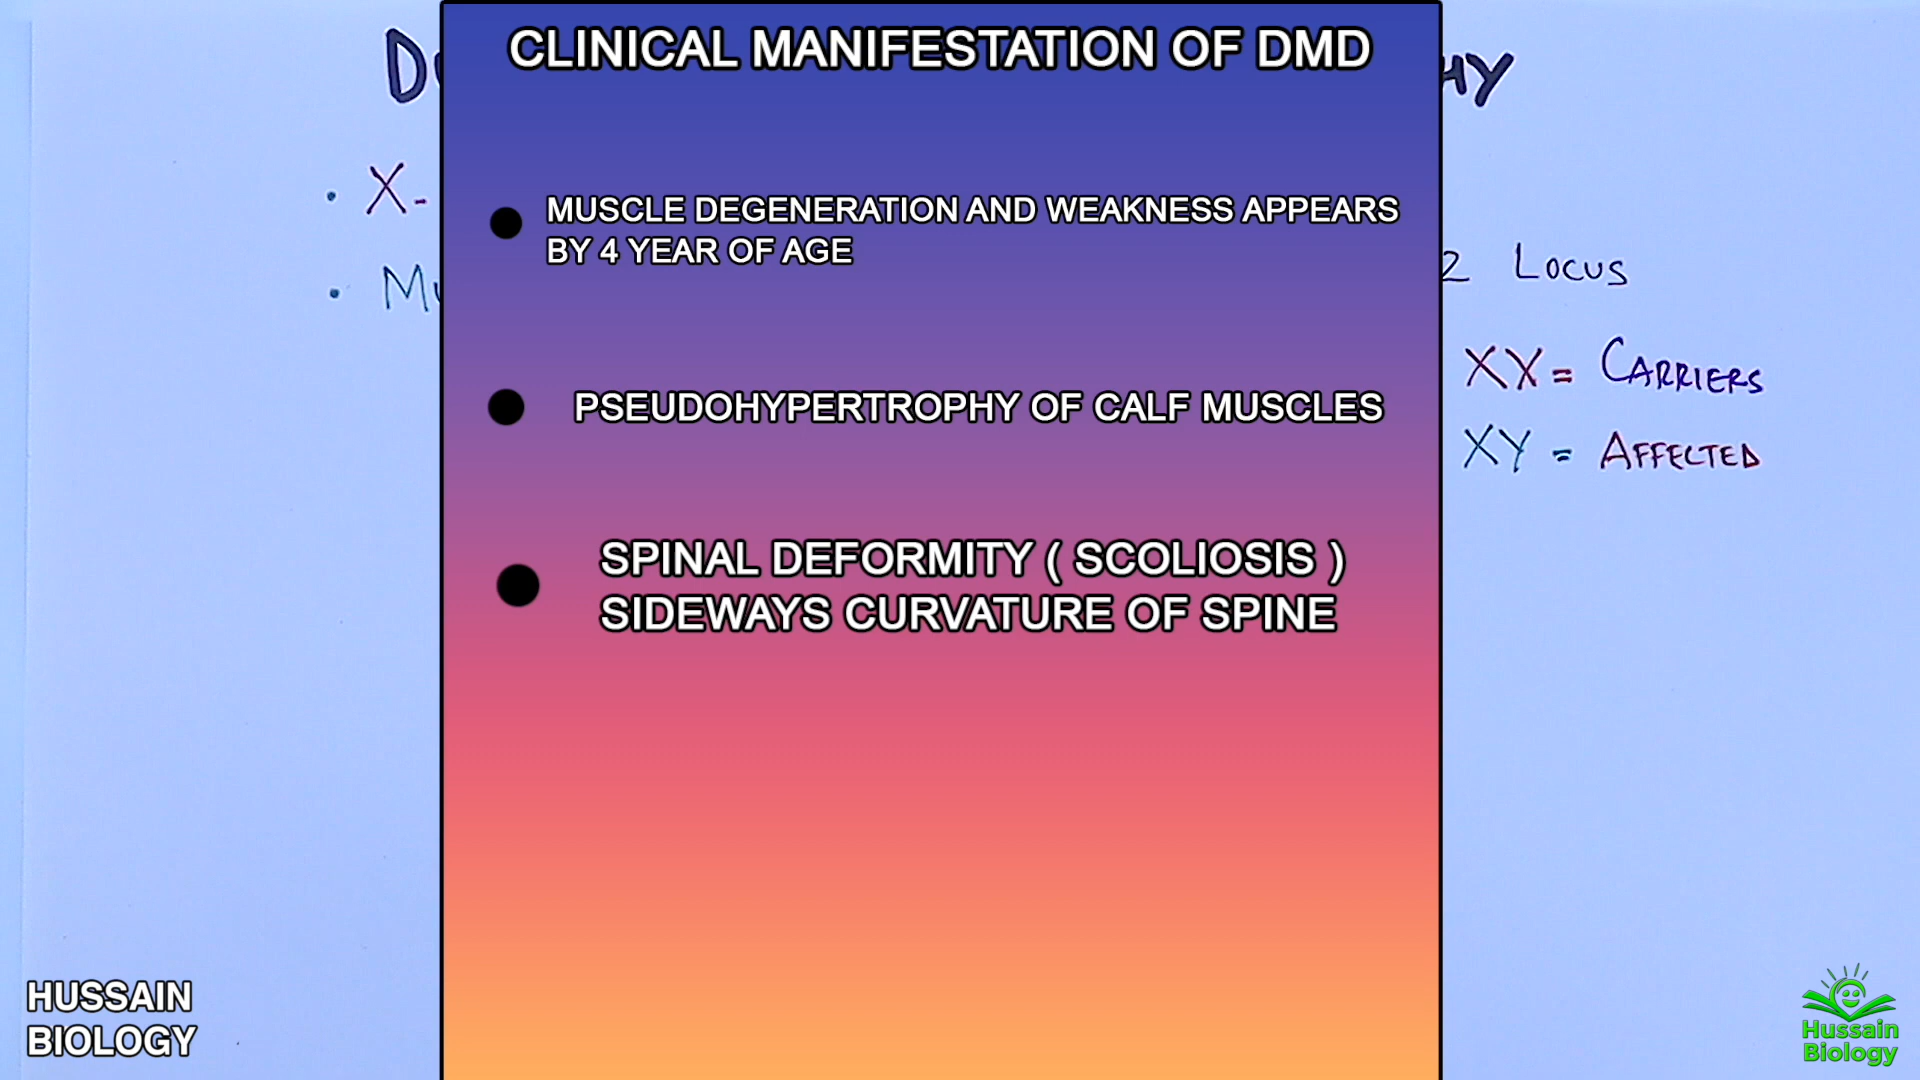 CLINICAL MANIFESTATION OF DMD
HY
X-
MUSCLE DEGENERATION AND WEAKNESS APPEARS
BY 4 YEAR OF AGE
2 LOCUS
XX = CARRIERS
PSEUDOHYPERTROPHY OF CALF MUSCLES
XY = AFFECTED
SPINAL DEFORMITY ( SCOLIOSIS )
SIDEWAYS CURVATURE OF SPINE
HUSSAIN
BIOLOGY
Hussain
Biology